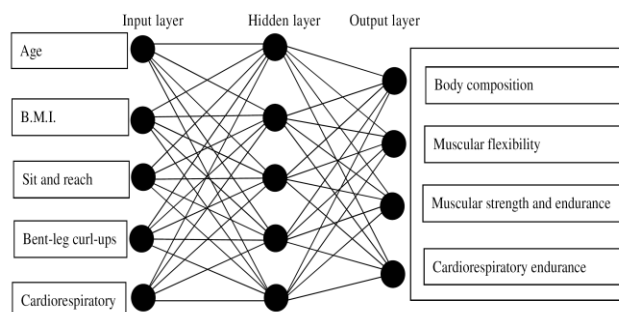 Input layer
Hidden layer
Output layer
Age
B.M.I.
Sit and reach
Bent-leg curl-ups
Cardiorespiratory
Body composition
Muscular flexibility
Muscular strength and endurance
Cardiorespiratory endurance